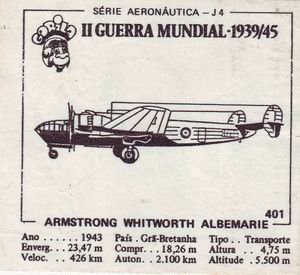 SÉRIE AERONÁUTICA - J4
II GUERRA MUNDIAL - 1939/45
401
ARMSTRONG WHITWORTH ALBEMARIE
Ano ...... 1943 País . Grã-Bretanha Tipo .. Transporte
Enverg... 23,47 m Compr... 18,26 m Altura ... 4,75 m
Veloc. .. 426 km Auton.. 2.100 km Altitude. 5.500 m